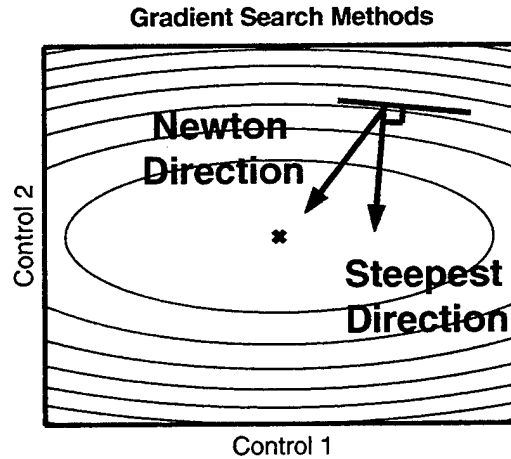 Gradient Search Methods
Newton
Direction
Steepest
Direction
Control 2
Control 1